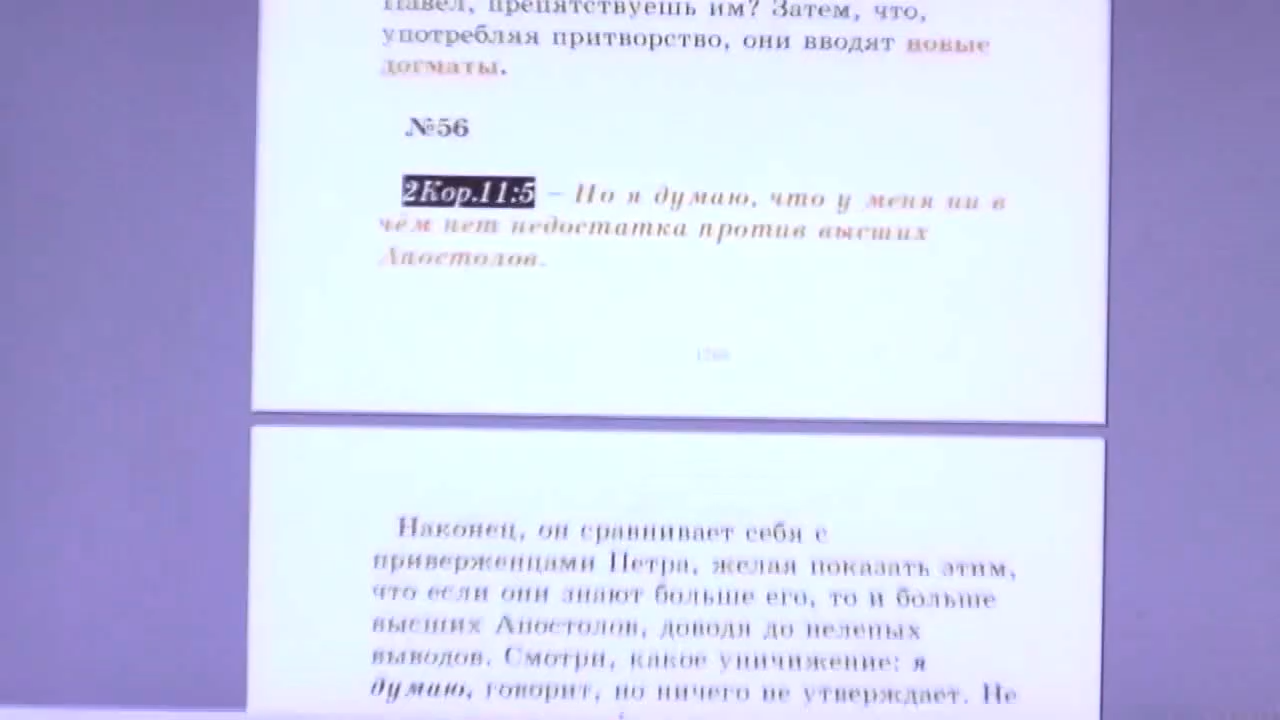 Павел, препятствуешь им? Затем, что,
употребляя притворство, они вводят новые
догматы.
№56
2Кор.11:5 – Но я думаю, что у меня ни в
чём нет недостатка против высших
Апостолов.
Наконец, он сравнивает себя с
приверженцами Петра, желая показать этим,
что если они знают больше его, то и больше
высших Апостолов, доводя до нелепых
выводов. Смотри, какое уничижение: я
думаю, говорит, но ничего не утверждает. Не